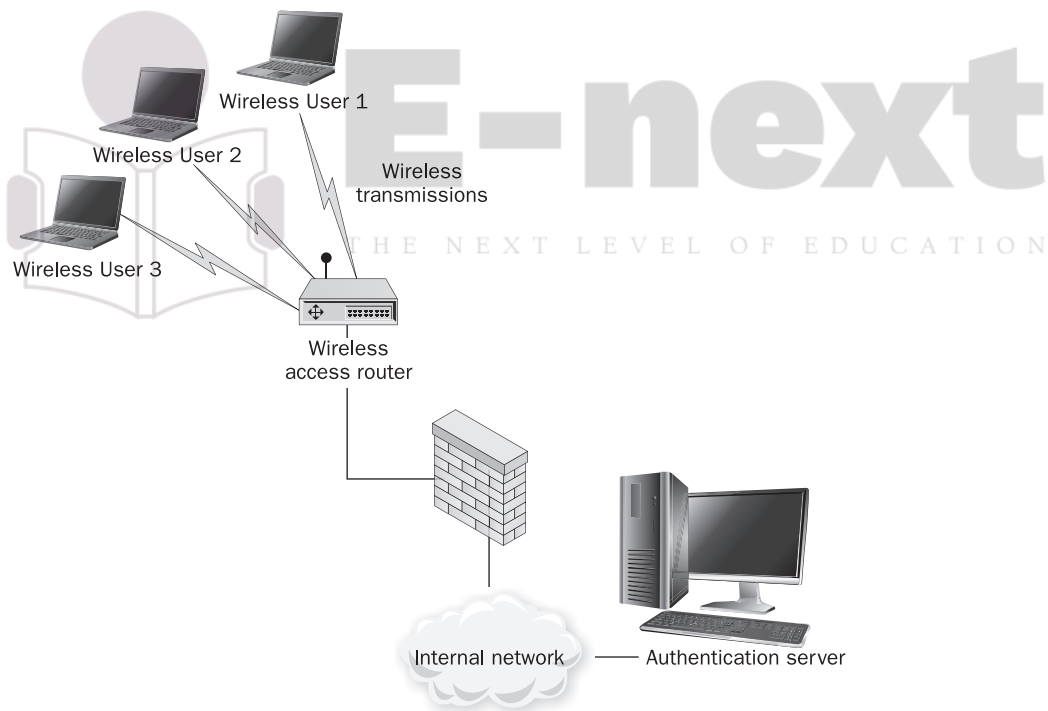 E-next
THE NEXT LEVEL OF EDUCATION
Wireless User 1
Wireless User 2
Wireless User 3
Wireless
transmissions
Wireless
access router
Internal network
Authentication server